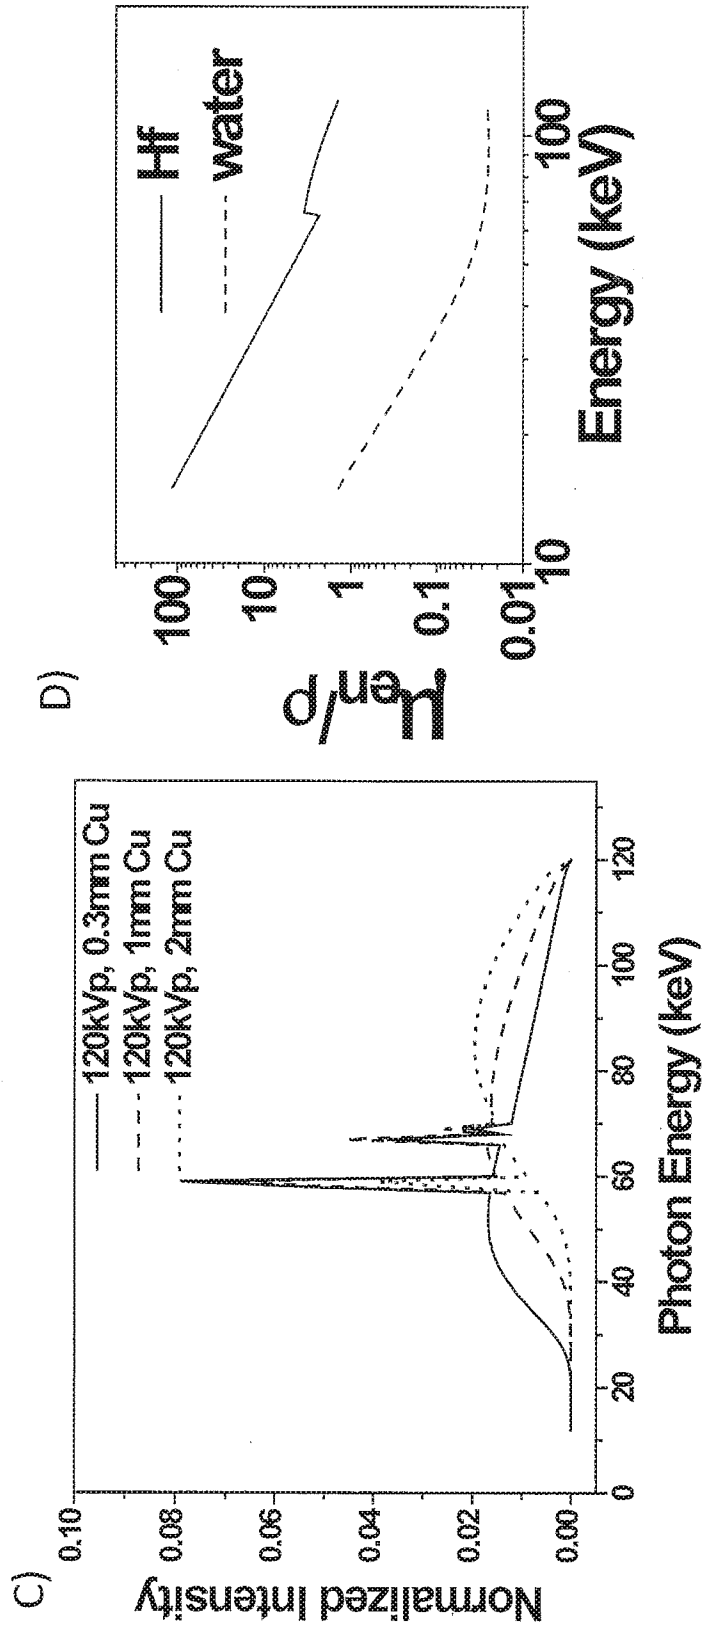 C)
Normalized Intensity
0.10
0.08
0.06
0.04
0.02
0.00
120kVp, 0.3mm Cu
120kVp, 1mm Cu
120kVp, 2mm Cu
0
20
40
60
80
100
120
Photon Energy (keV)
D)
μen/ρ
100
10
1
0.1
0.01
Hf
water
10
100
Energy (keV)